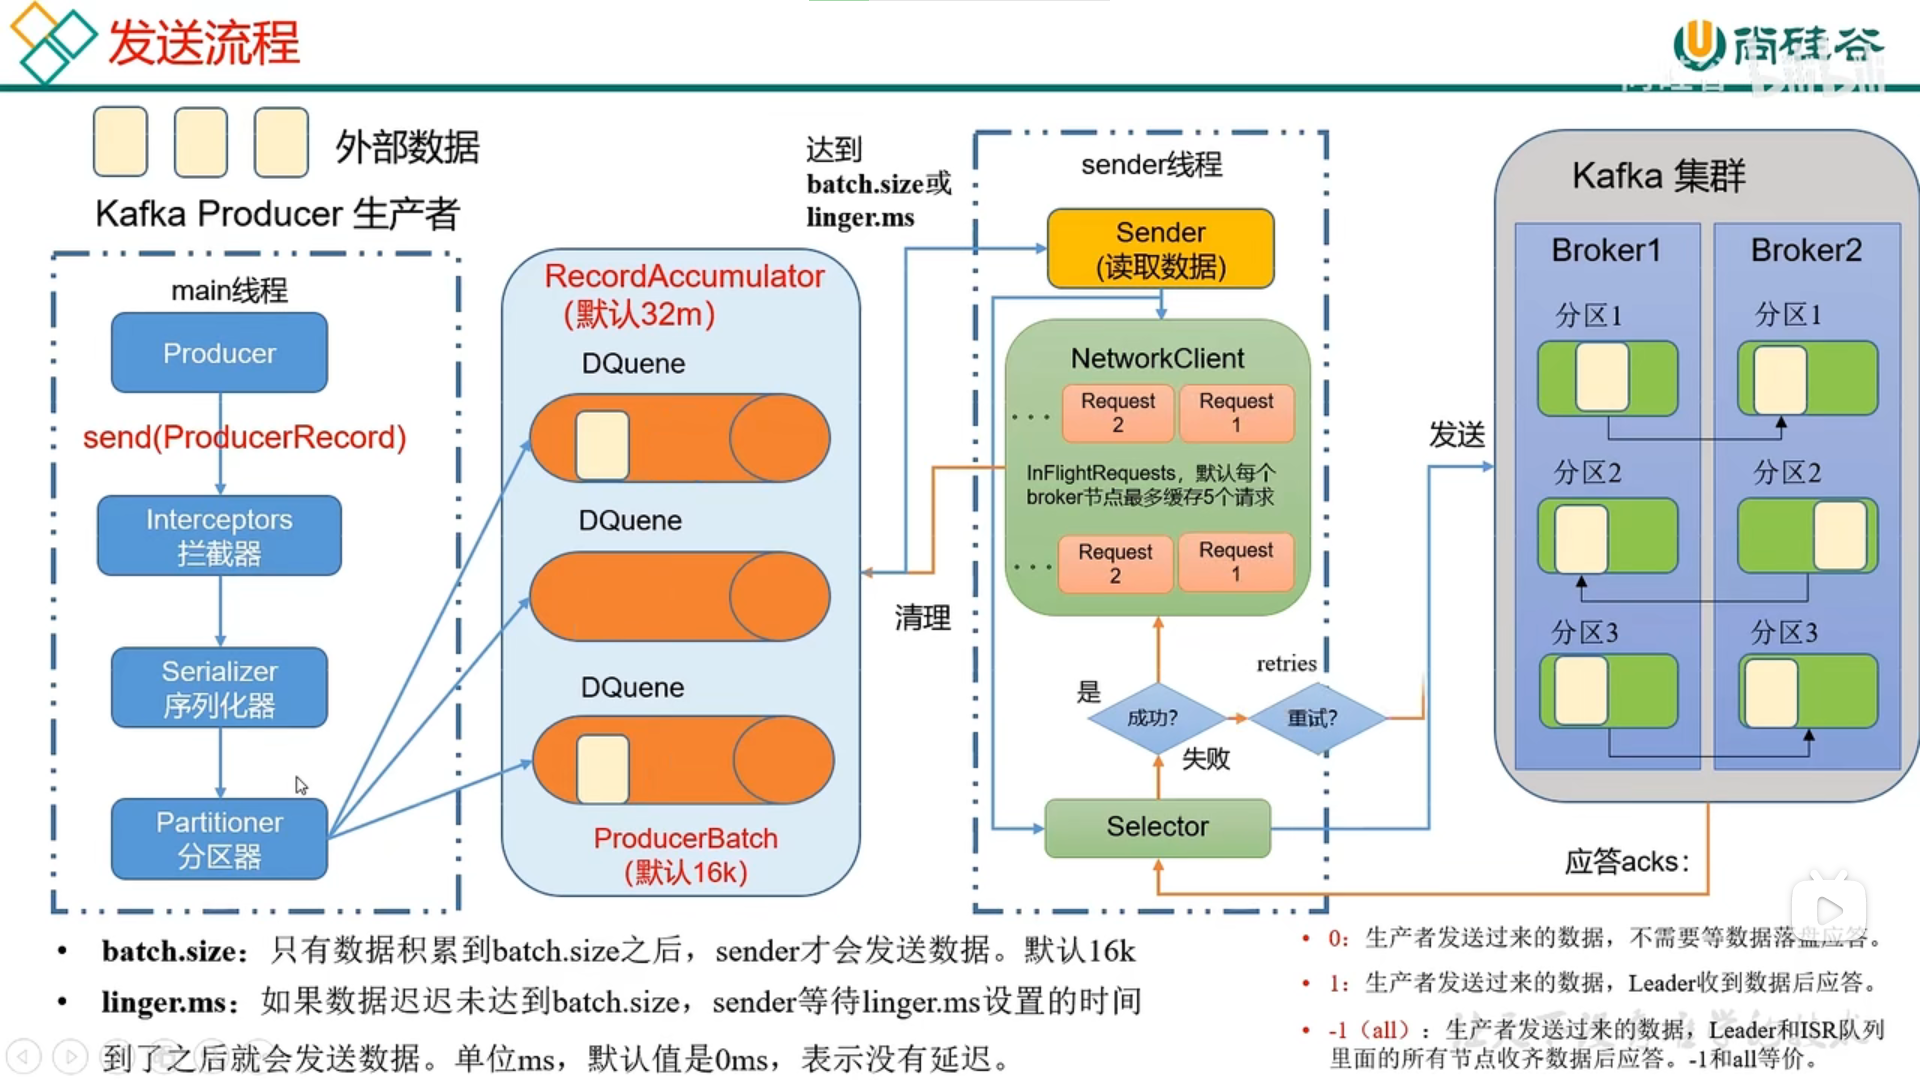 发送流程
尚硅谷
bilibili
外部数据
Kafka Producer 生产者
main线程
Producer
send(ProducerRecord)
Interceptors
拦截器
Serializer
序列化器
Partitioner
分区器
RecordAccumulator
(默认32m)
DQuene
DQuene
DQuene
ProducerBatch
(默认16k)
达到
batch.size或
linger.ms
清理
sender线程
Sender
(读取数据)
NetworkClient
· · ·
Request
2
Request
1
InFlightRequests，默认每个
broker节点最多缓存5个请求
· · ·
Request
2
Request
1
是
成功?
失败
retries
重试?
Selector
发送
Kafka 集群
Broker1
Broker2
分区1
分区1
分区2
分区2
分区3
分区3
应答acks：
• batch.size：只有数据积累到batch.size之后，sender才会发送数据。默认16k
• linger.ms：如果数据迟迟未达到batch.size，sender等待linger.ms设置的时间
到了之后就会发送数据。单位ms，默认值是0ms，表示没有延迟。
• 0：生产者发送过来的数据，不需要等数据落盘应答。
• 1：生产者发送过来的数据，Leader收到数据后应答。
• -1（all）：生产者发送过来的数据，Leader和ISR队列
里面的所有节点收齐数据后应答。-1和all等价。